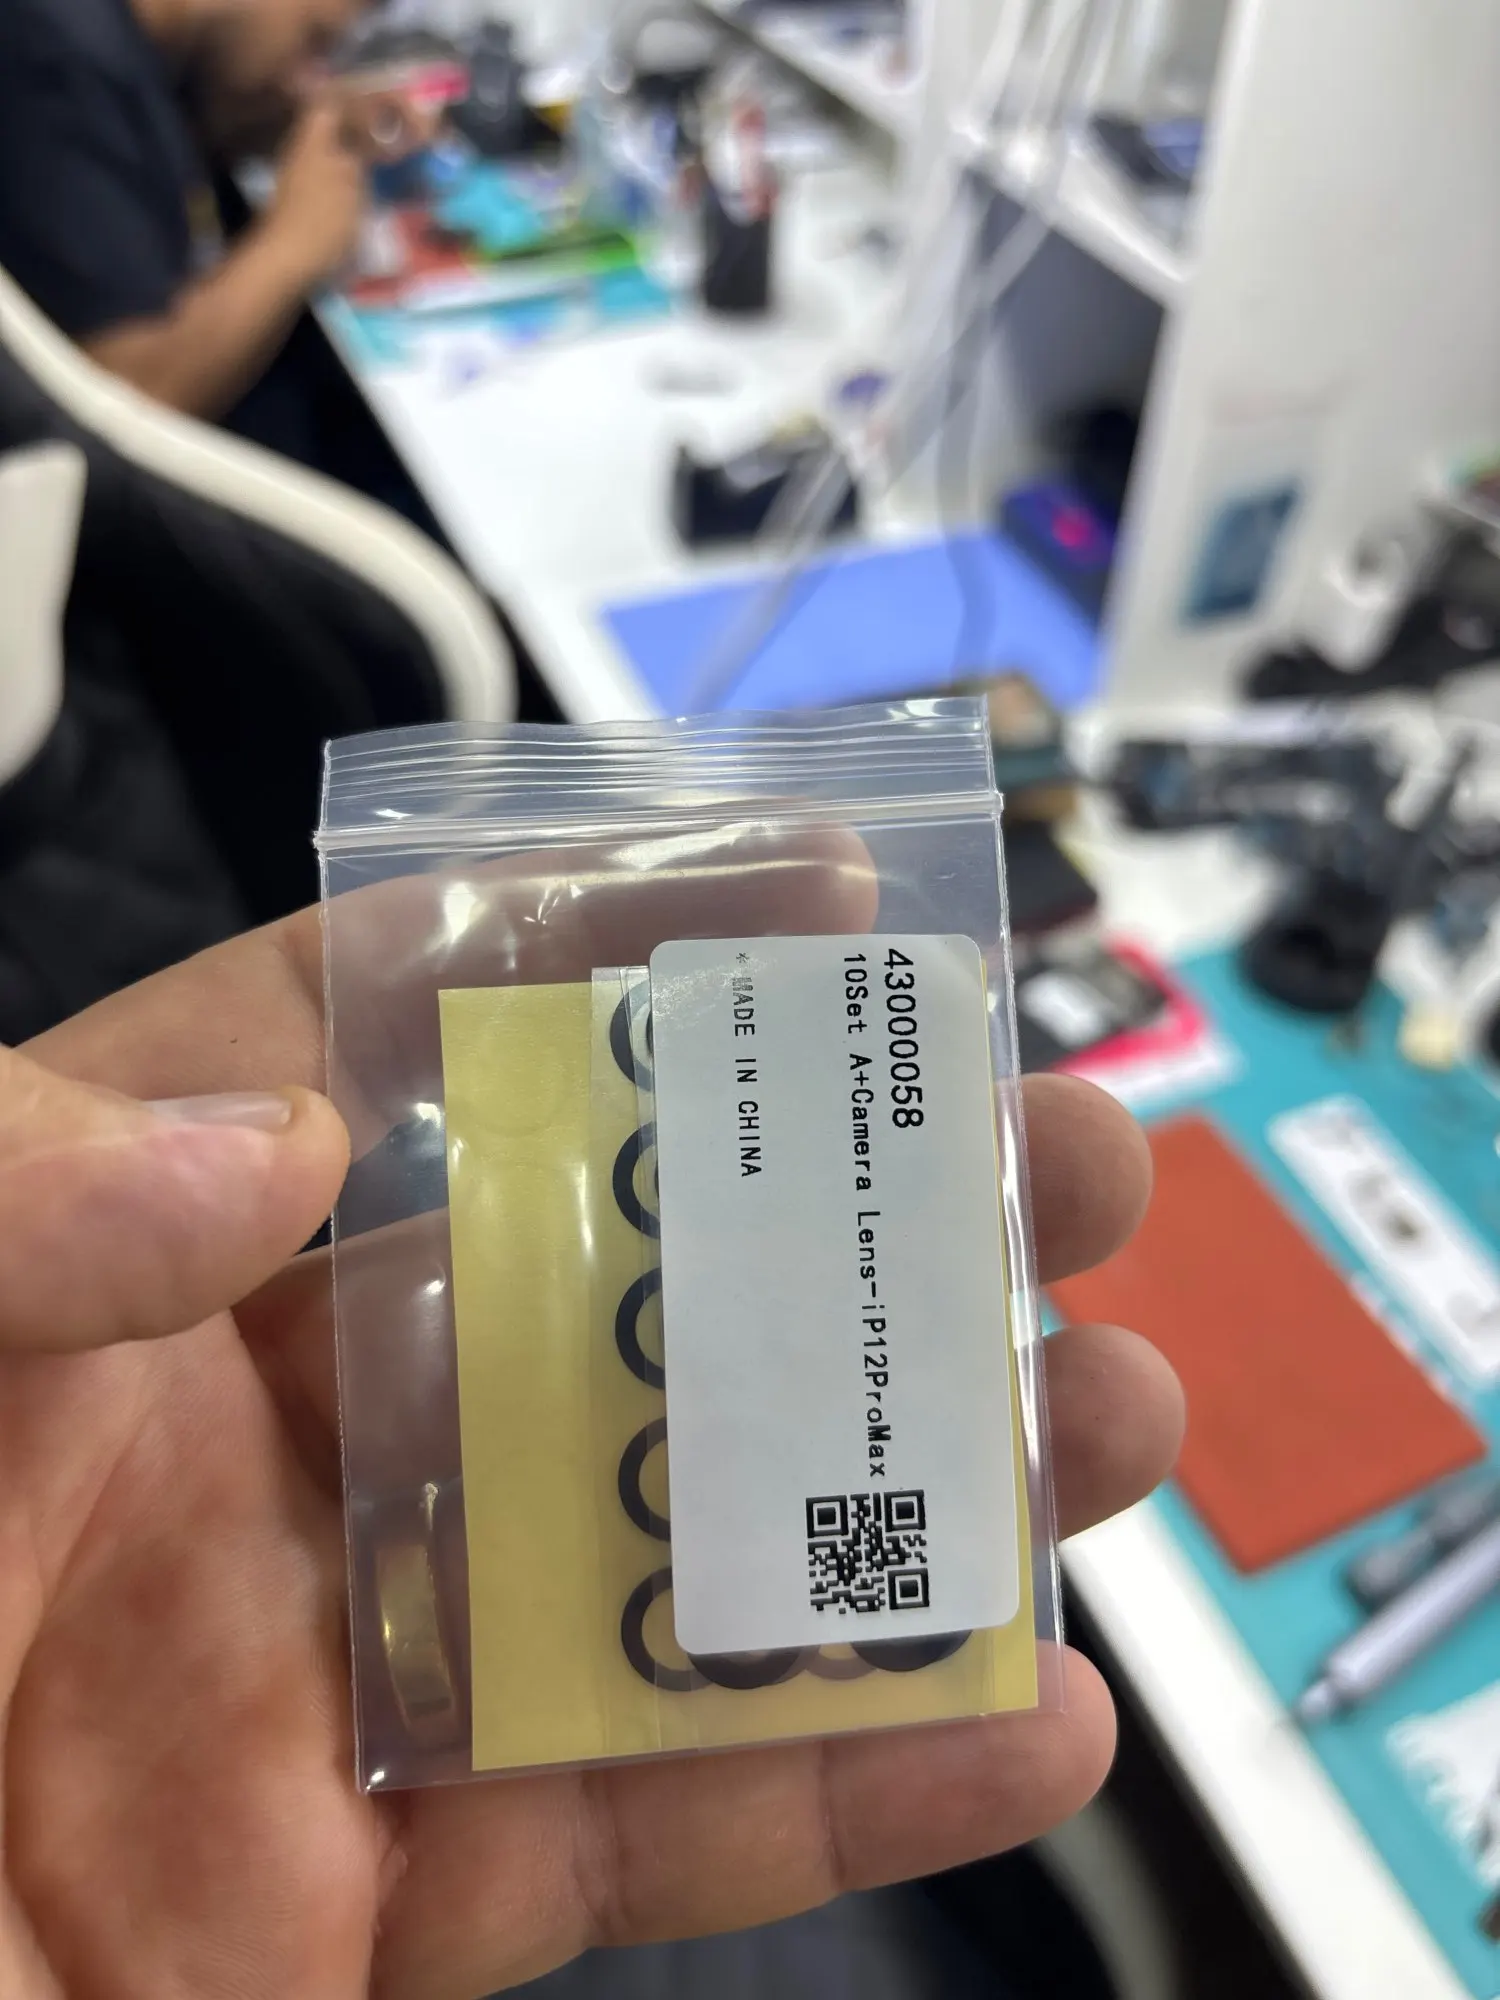 43000058
10Set A+Camera Lens-iP12ProMax
* MADE IN CHINA